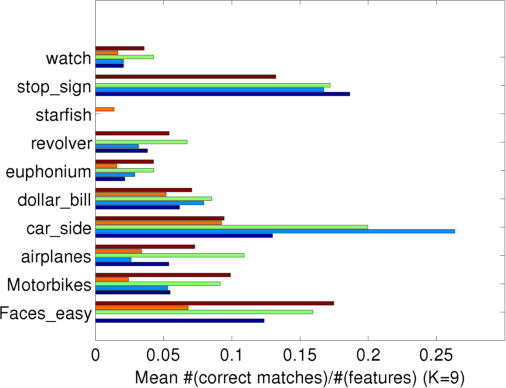 watch
stop_sign
starfish
revolver
euphonium
dollar_bill
car_side
airplanes
Motorbikes
Faces_easy
0 0.05 0.1 0.15 0.2 0.25
Mean #(correct matches)/#(features) (K=9)